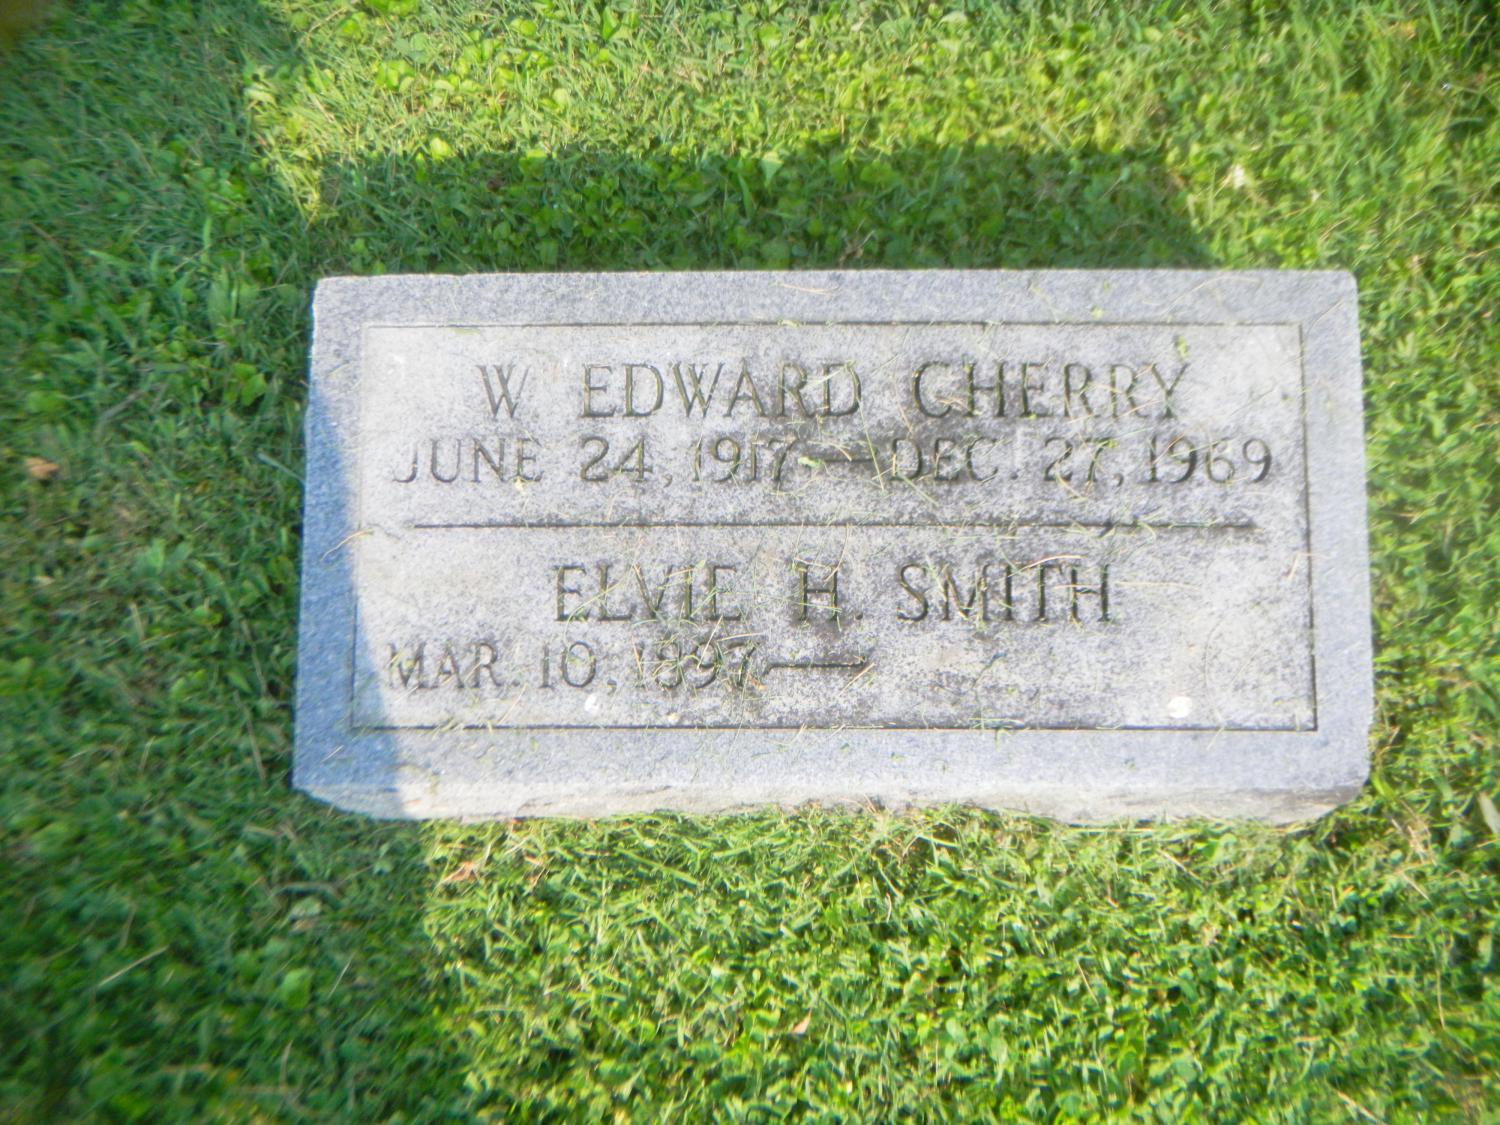 W EDWARD CHERRY
JUNE 24, 1917 — DEC. 27, 1969
ELVIE H. SMITH
MAR. 10, 1897 —